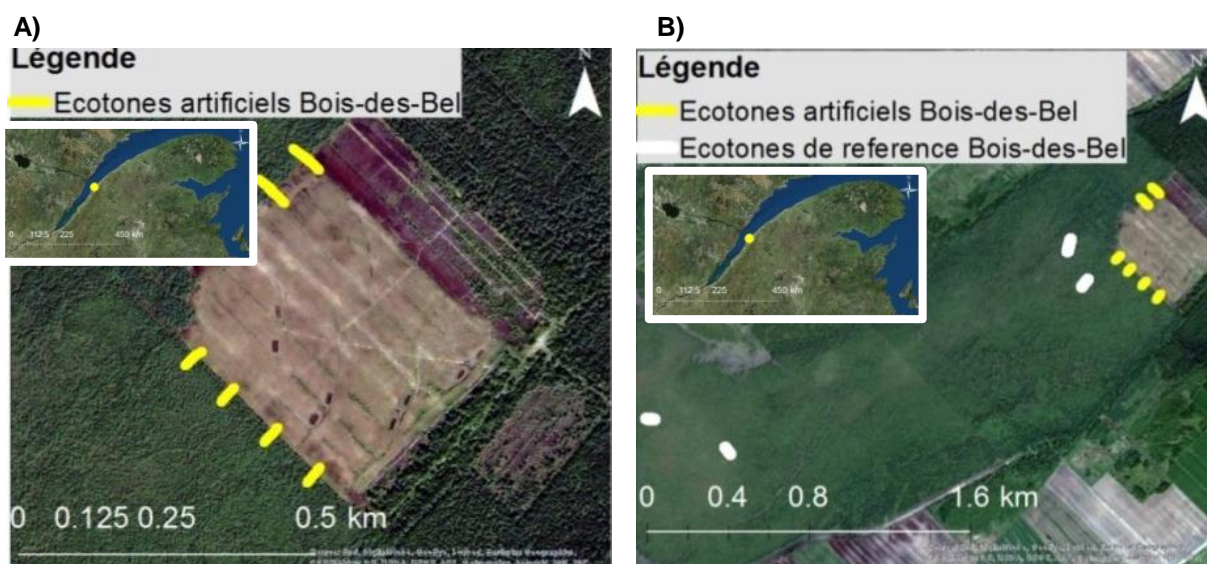 A)
Légende
Ecotones artificiels Bois-des-Bel
N
0 112.5 225 450 km
0 0.125 0.25 0.5 km
B)
Légende
Ecotones artificiels Bois-des-Bel
Ecotones de reference Bois-des-Bel
N
0 112.5 225 450 km
0 0.4 0.8 1.6 km